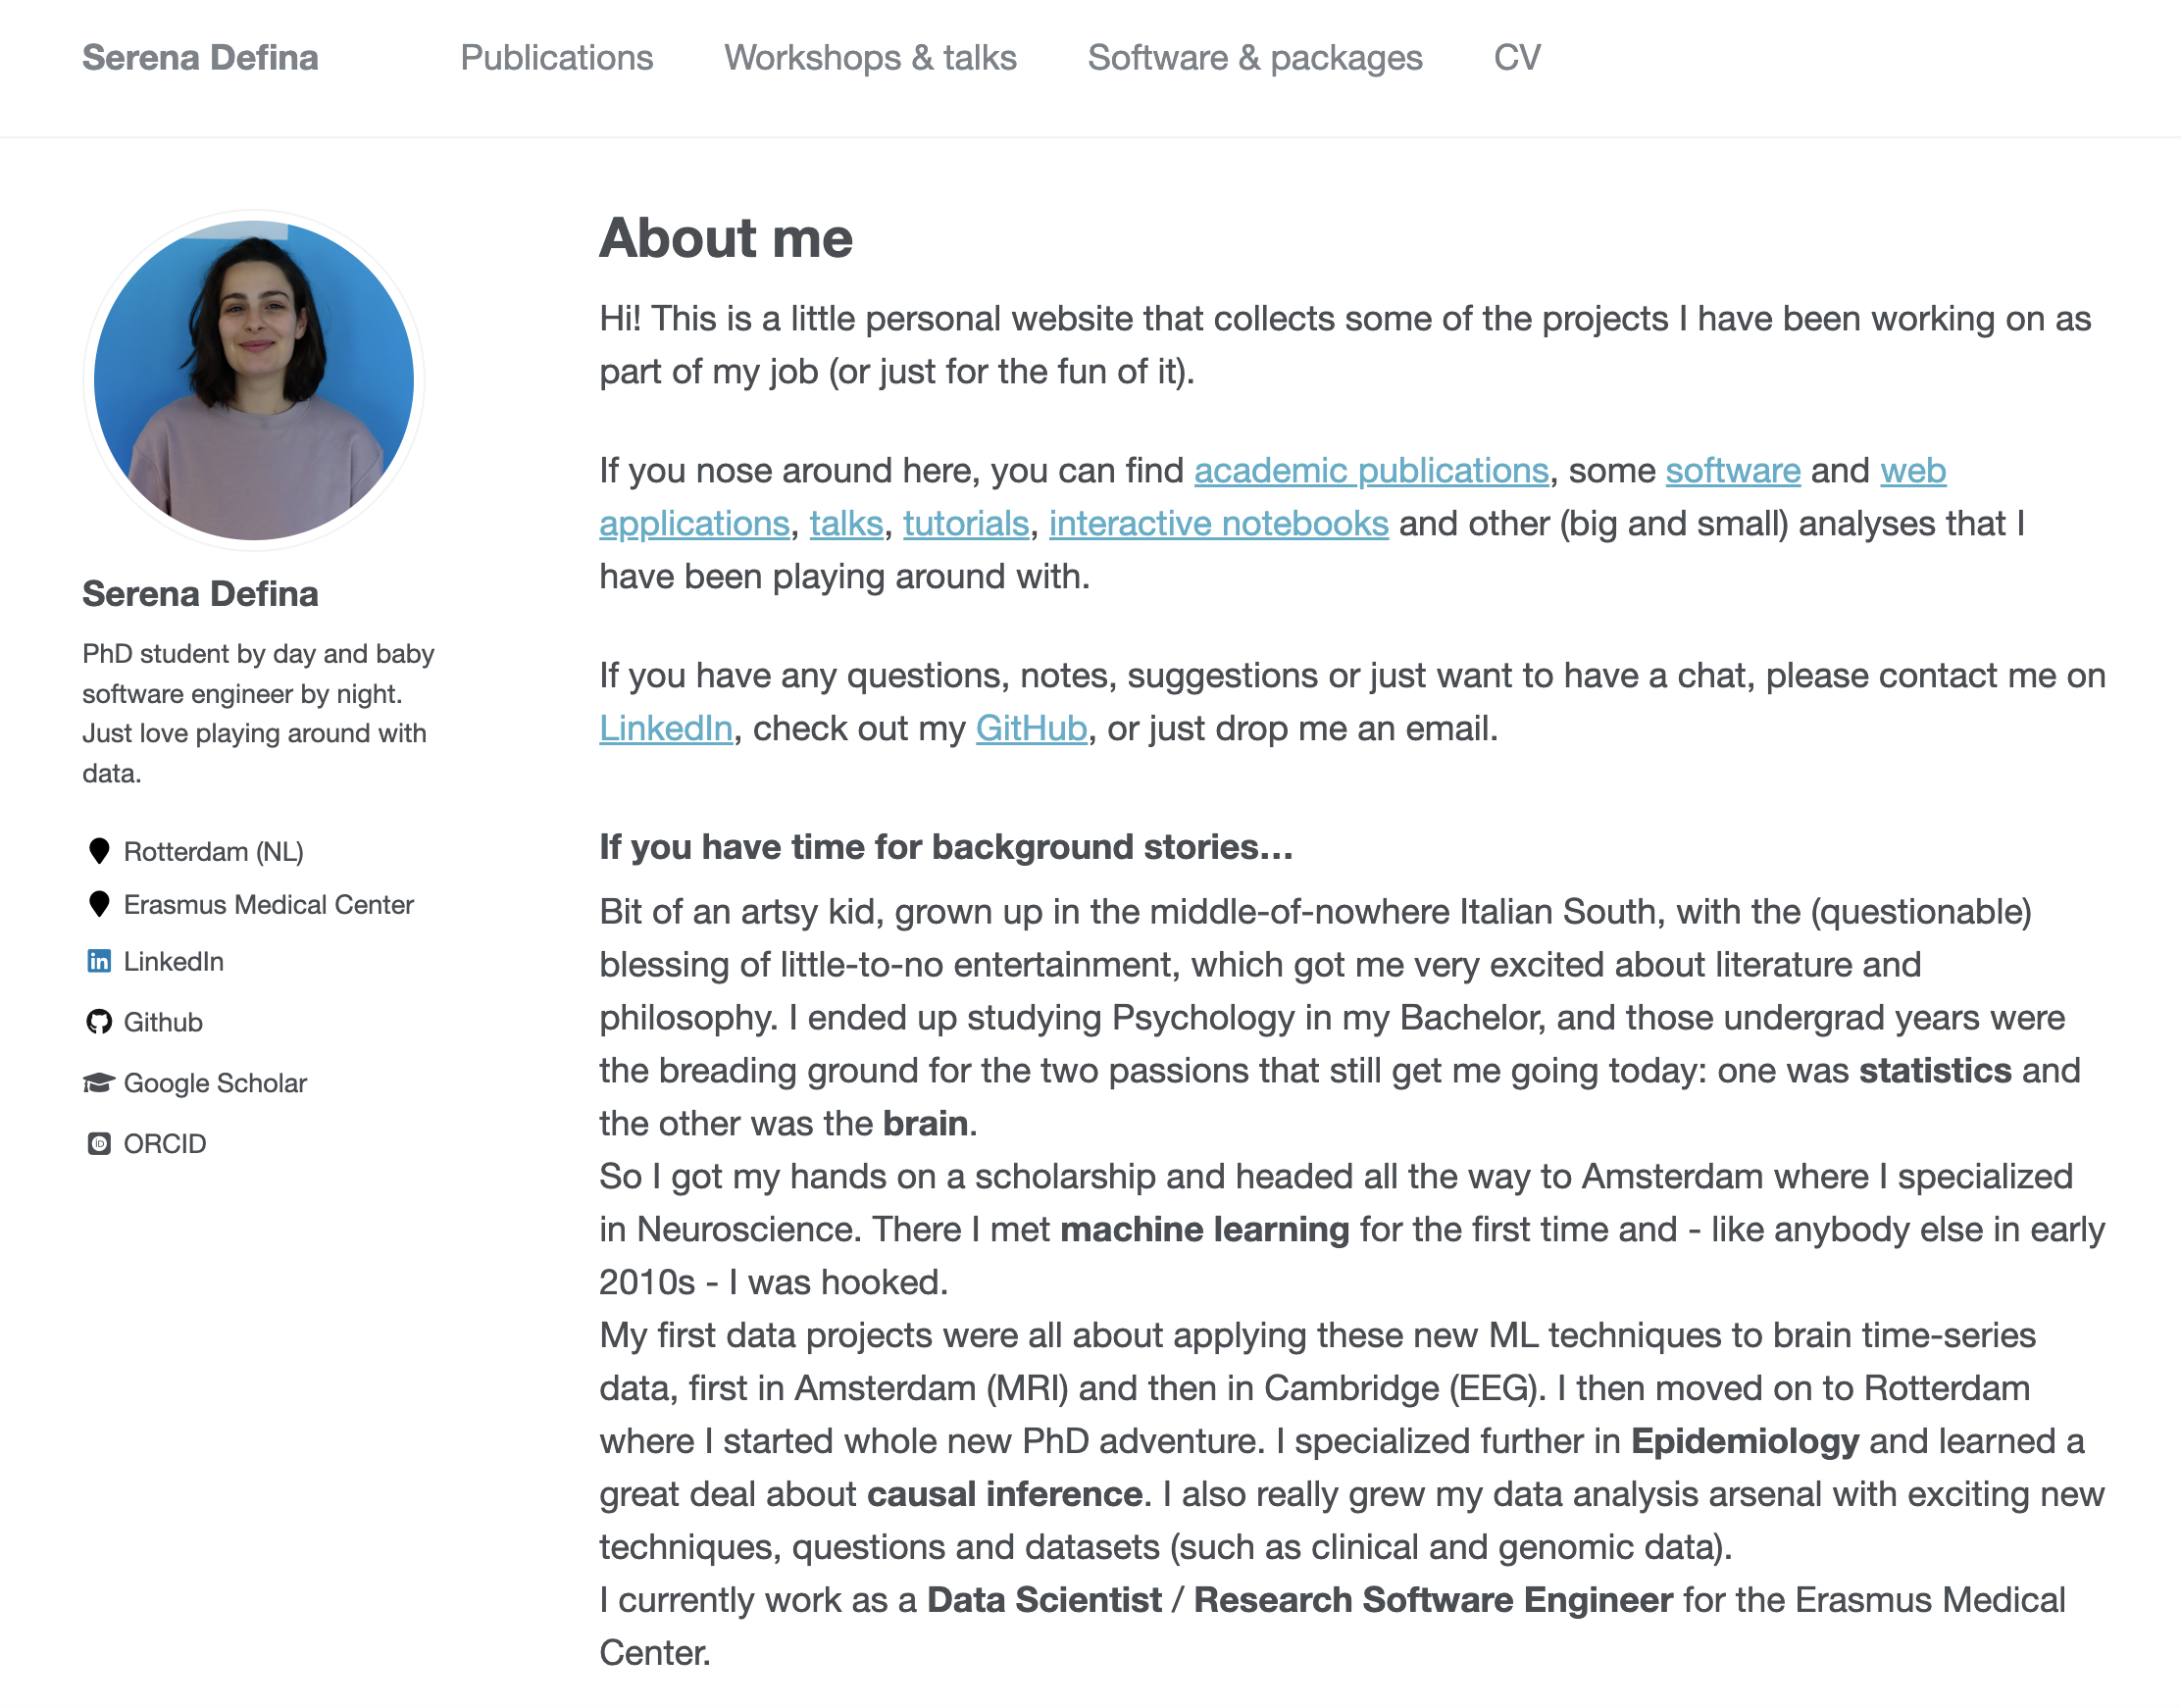 Serena Defina
Publications
Workshops & talks
Software & packages
CV
Serena Defina
PhD student by day and baby
software engineer by night.
Just love playing around with
data.
Rotterdam (NL)
Erasmus Medical Center
LinkedIn
Github
Google Scholar
ORCID
About me
Hi! This is a little personal website that collects some of the projects I have been working on as
part of my job (or just for the fun of it).
If you nose around here, you can find academic publications, some software and web
applications, talks, tutorials, interactive notebooks and other (big and small) analyses that I
have been playing around with.
If you have any questions, notes, suggestions or just want to have a chat, please contact me on
LinkedIn, check out my GitHub, or just drop me an email.
If you have time for background stories...
Bit of an artsy kid, grown up in the middle-of-nowhere Italian South, with the (questionable)
blessing of little-to-no entertainment, which got me very excited about literature and
philosophy. I ended up studying Psychology in my Bachelor, and those undergrad years were
the breading ground for the two passions that still get me going today: one was statistics and
the other was the brain.
So I got my hands on a scholarship and headed all the way to Amsterdam where I specialized
in Neuroscience. There I met machine learning for the first time and - like anybody else in early
2010s - I was hooked.
My first data projects were all about applying these new ML techniques to brain time-series
data, first in Amsterdam (MRI) and then in Cambridge (EEG). I then moved on to Rotterdam
where I started whole new PhD adventure. I specialized further in Epidemiology and learned a
great deal about causal inference. I also really grew my data analysis arsenal with exciting new
techniques, questions and datasets (such as clinical and genomic data).
I currently work as a Data Scientist / Research Software Engineer for the Erasmus Medical
Center.